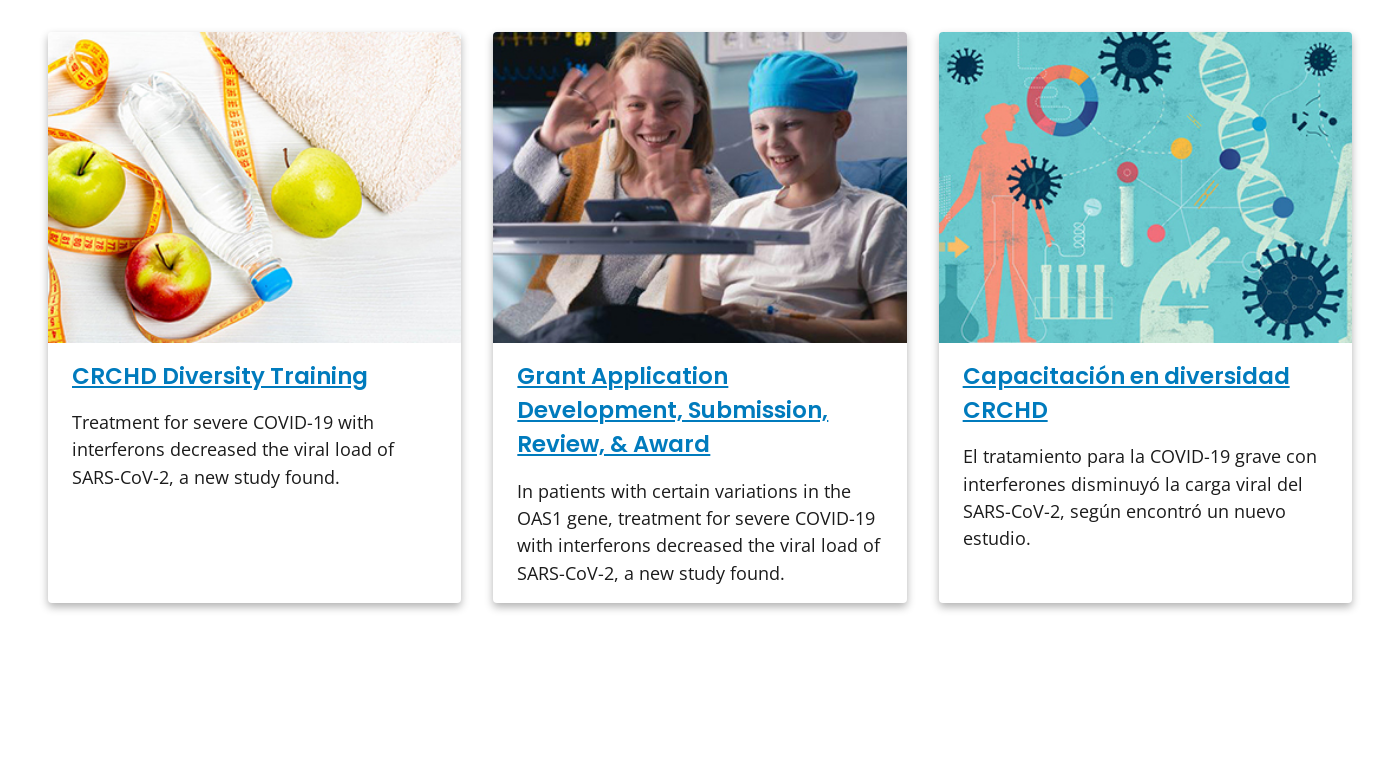 CRCHD Diversity Training
Treatment for severe COVID-19 with
interferons decreased the viral load of
SARS-CoV-2, a new study found.
Grant Application
Development, Submission,
Review, & Award
In patients with certain variations in the
OAS1 gene, treatment for severe COVID-19
with interferons decreased the viral load of
SARS-CoV-2, a new study found.
Capacitación en diversidad
CRCHD
El tratamiento para la COVID-19 grave con
interferones disminuyó la carga viral del
SARS-CoV-2, según encontró un nuevo
estudio.